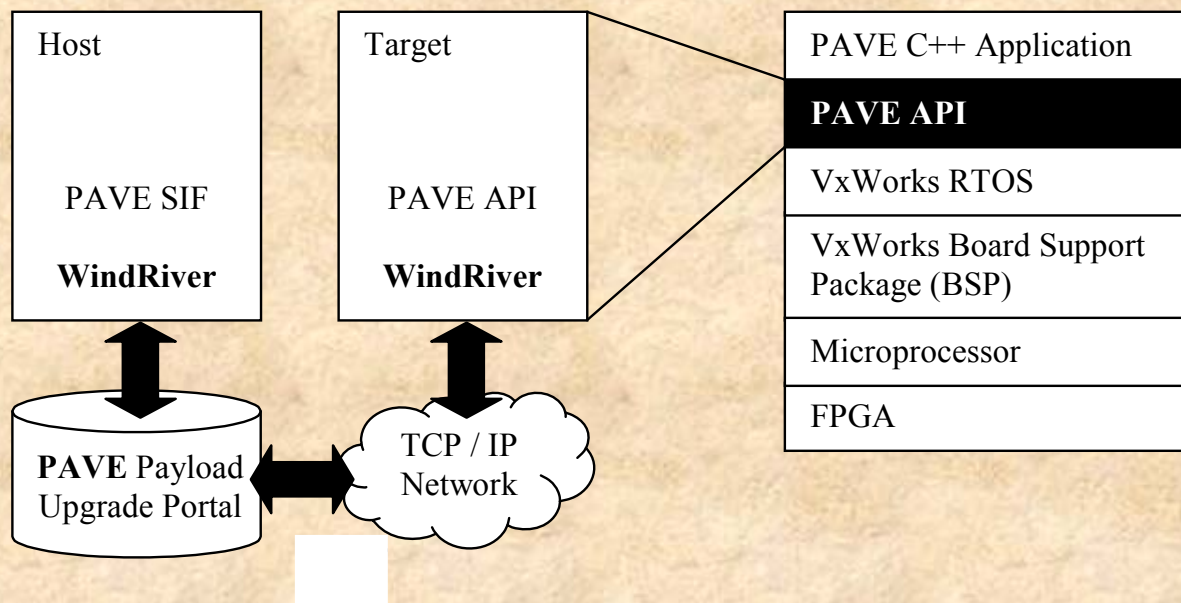 Host
PAVE SIF
WindRiver
Target
PAVE API
WindRiver
PAVE Payload
Upgrade Portal
TCP / IP
Network
PAVE C++ Application
PAVE API
VxWorks RTOS
VxWorks Board Support
Package (BSP)
Microprocessor
FPGA